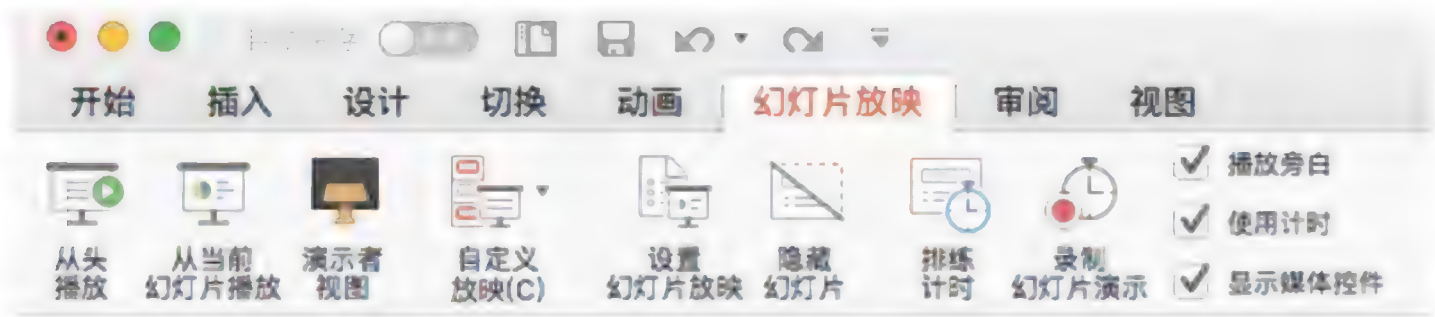 开始 插入 设计 切换 动画 幻灯片放映 审阅 视图
从头
播放
从当前
幻灯片播放
演示者
视图
自定义
放映(C)
设置
幻灯片放映
隐藏
幻灯片
排练
计时
录制
幻灯片演示
播放旁白
使用计时
显示媒体控件